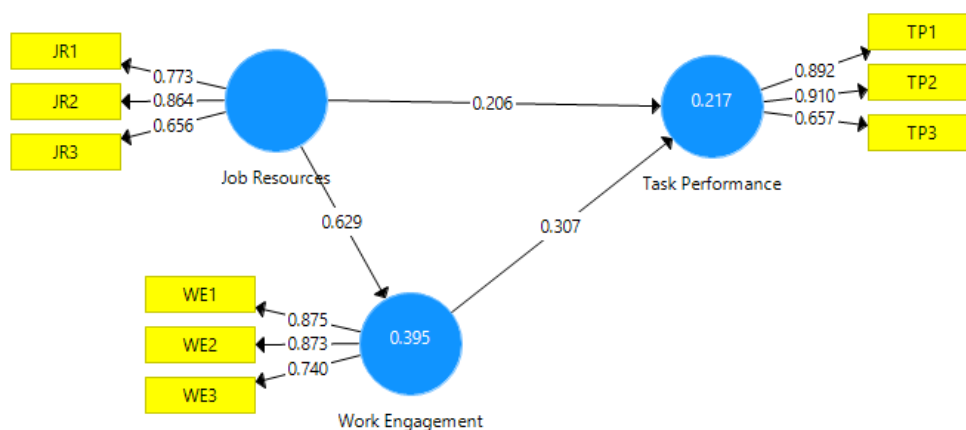 JR1
JR2
JR3
0.773
0.864
0.656
Job Resources
0.206
0.217
Task Performance
0.892
0.910
0.657
TP1
TP2
TP3
0.629
0.307
WE1
WE2
WE3
0.875
0.873
0.740
0.395
Work Engagement